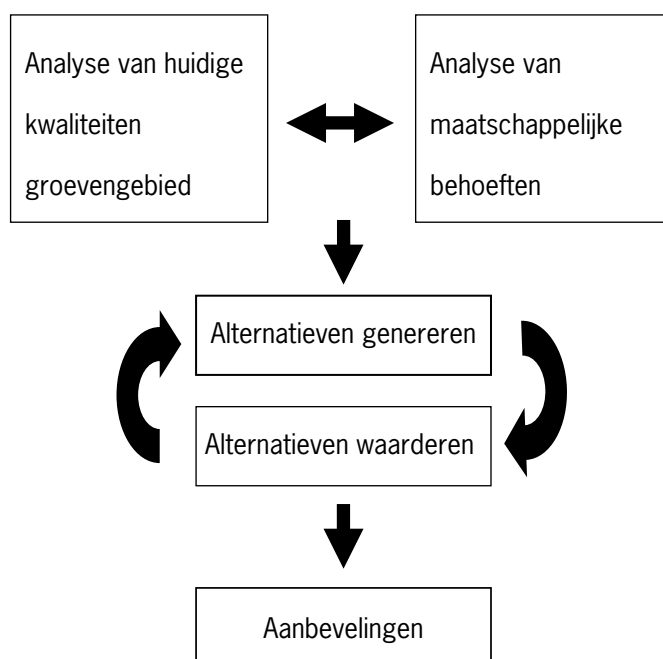 Analyse van huidige
kwaliteiten
groevengebied
Analyse van
maatschappelijke
behoeften
Alternatieven genereren
Alternatieven waarderen
Aanbevelingen